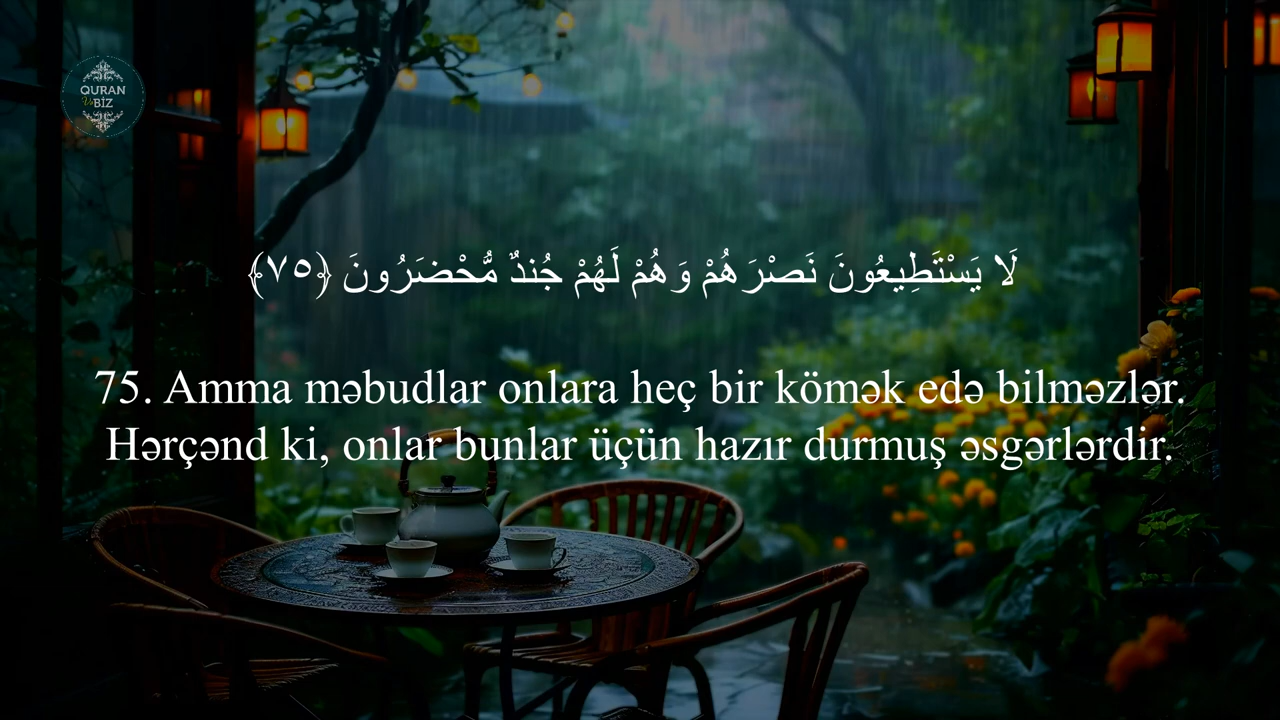 QURAN
Və
BİZ
لَا يَسْتَطِيعُونَ نَصْرَهُمْ وَهُمْ لَهُمْ جُندٌ مُّحْضَرُونَ ﴿٧٥﴾
75. Amma məbudlar onlara heç bir kömək edə bilməzlər.
Hərçənd ki, onlar bunlar üçün hazır durmuş əsgərlərdir.